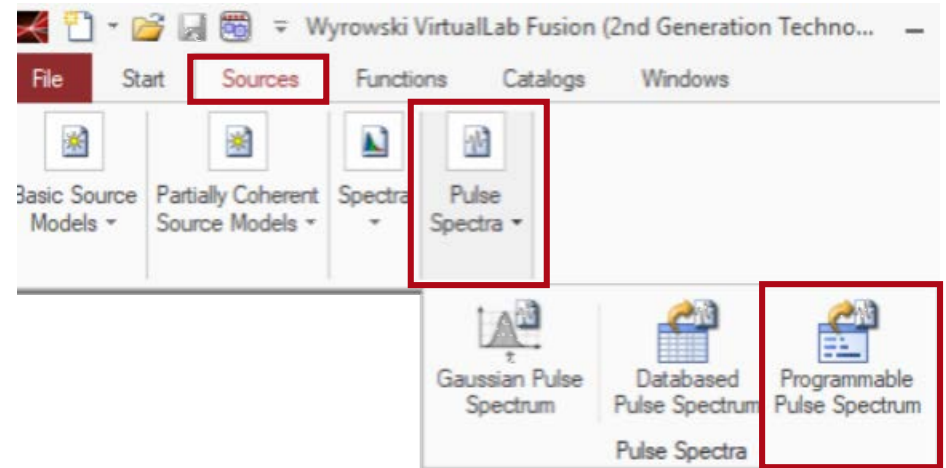 Wyrowski VirtualLab Fusion (2nd Generation Techno...
File Start Sources Functions Catalogs Windows
Basic Source Models
Partially Coherent Source Models
Spectra
Pulse Spectra
Gaussian Pulse Spectrum
Databased Pulse Spectrum
Programmable Pulse Spectrum
Pulse Spectra